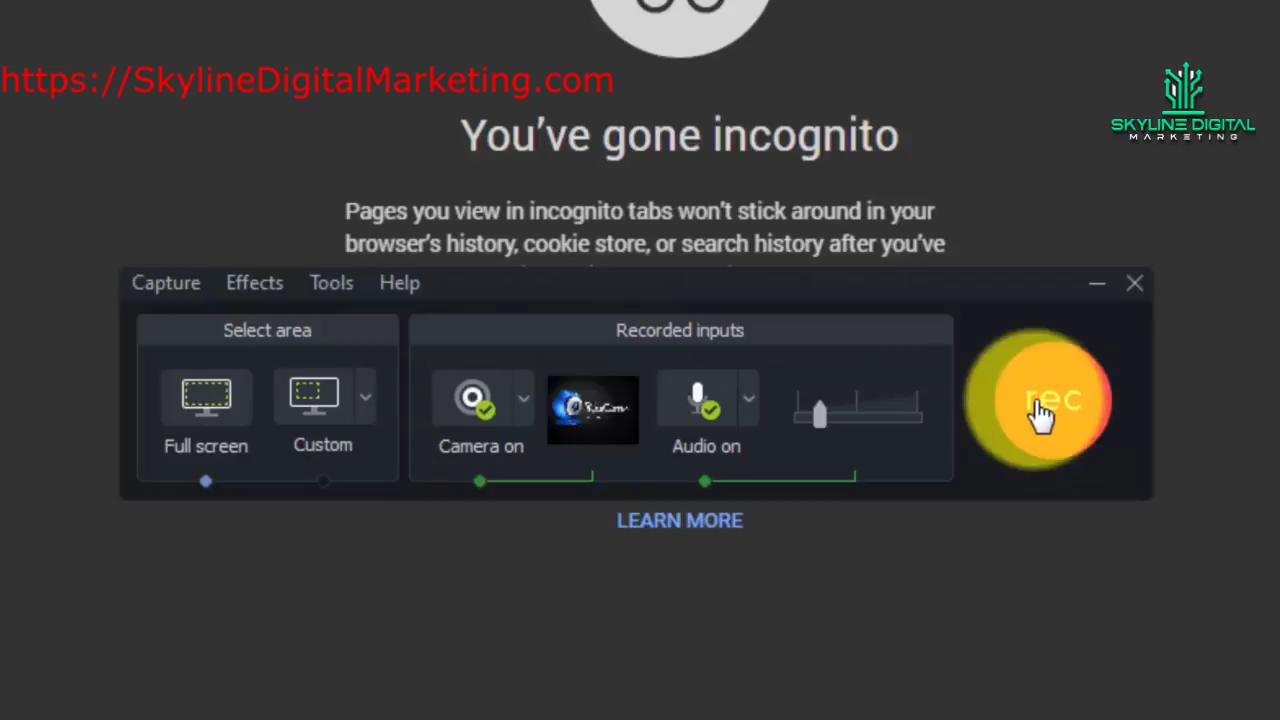 https://SkylineDigitalMarketing.com
SKYLINE DIGITAL
MARKETING
You've gone incognito
Pages you view in incognito tabs won't stick around in your
browser's history, cookie store, or search history after you've
Capture Effects Tools Help
Select area
Recorded inputs
rec
Full screen
Custom
Camera on
Audio on
LEARN MORE